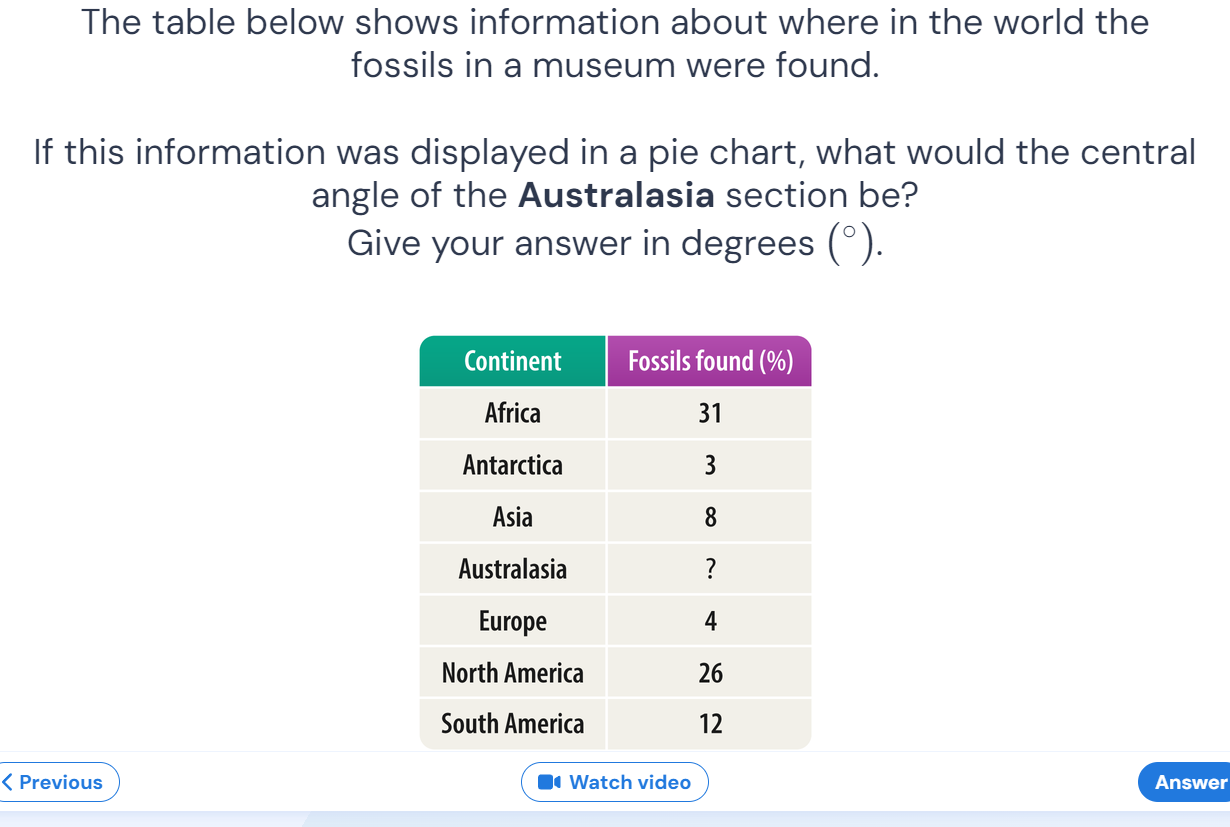 The table below shows information about where in the world the
fossils in a museum were found.
If this information was displayed in a pie chart, what would the central
angle of the Australasia section be?
Give your answer in degrees (°).
Continent Fossils found (%)
Africa 31
Antarctica 3
Asia 8
Australasia ?
Europe 4
North America 26
South America 12
Previous Watch video Answer